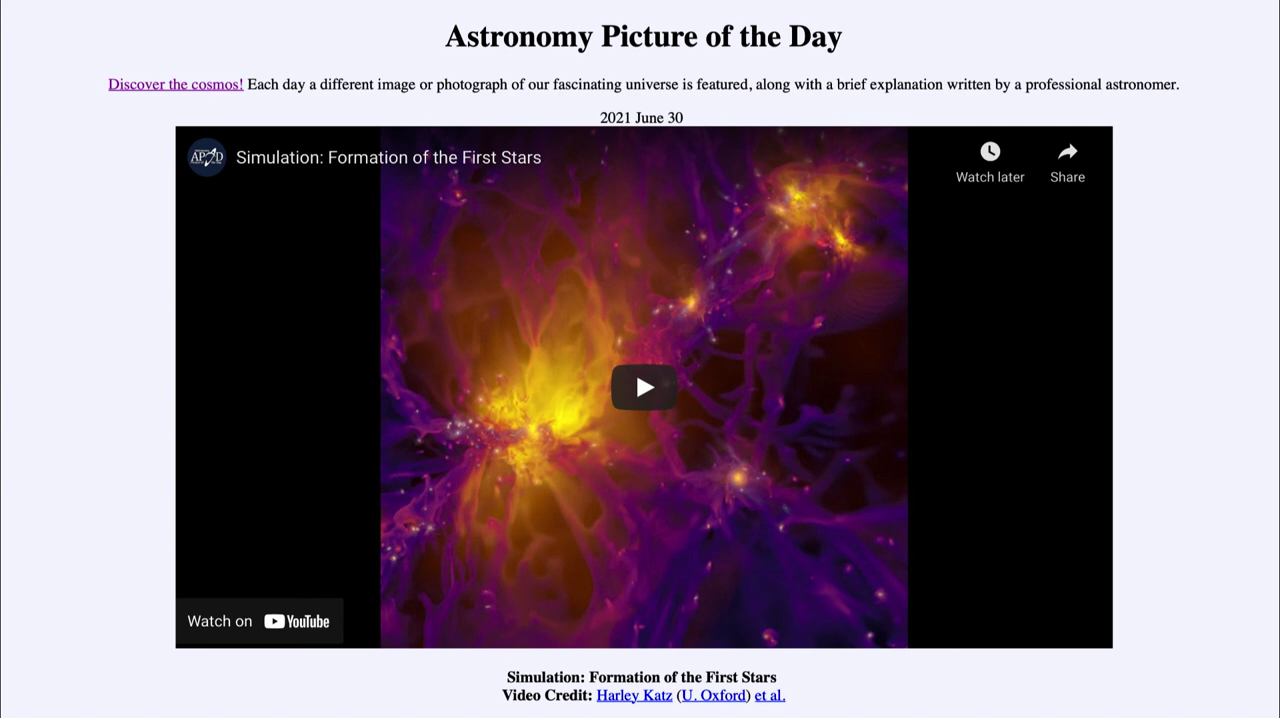 Astronomy Picture of the Day
Discover the cosmos! Each day a different image or photograph of our fascinating universe is featured, along with a brief explanation written by a professional astronomer.
2021 June 30
APOD Simulation: Formation of the First Stars
Watch later Share
Watch on YouTube
Simulation: Formation of the First Stars
Video Credit: Harley Katz (U. Oxford) et al.